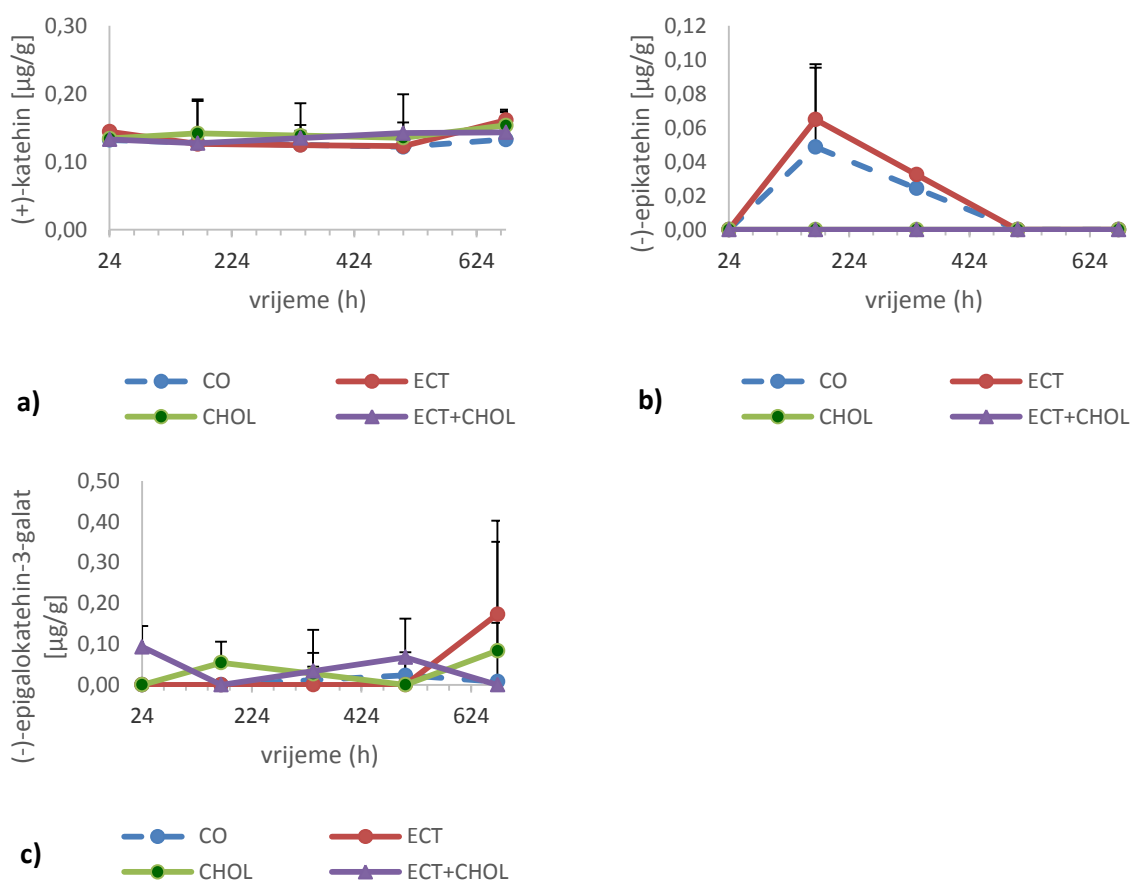 (+)-katehin [µg/g]
0,30
0,20
0,10
0,00
24 224 424 624
vrijeme (h)
CO ECT
CHOL ECT+CHOL
a)
(-)-epikatehin [µg/g]
0,12
0,10
0,08
0,06
0,04
0,02
0,00
24 224 424 624
vrijeme (h)
CO ECT
CHOL ECT+CHOL
b)
(-)-epigalokatehin-3-galat
[µg/g]
0,50
0,40
0,30
0,20
0,10
0,00
24 224 424 624
vrijeme (h)
CO ECT
CHOL ECT+CHOL
c)